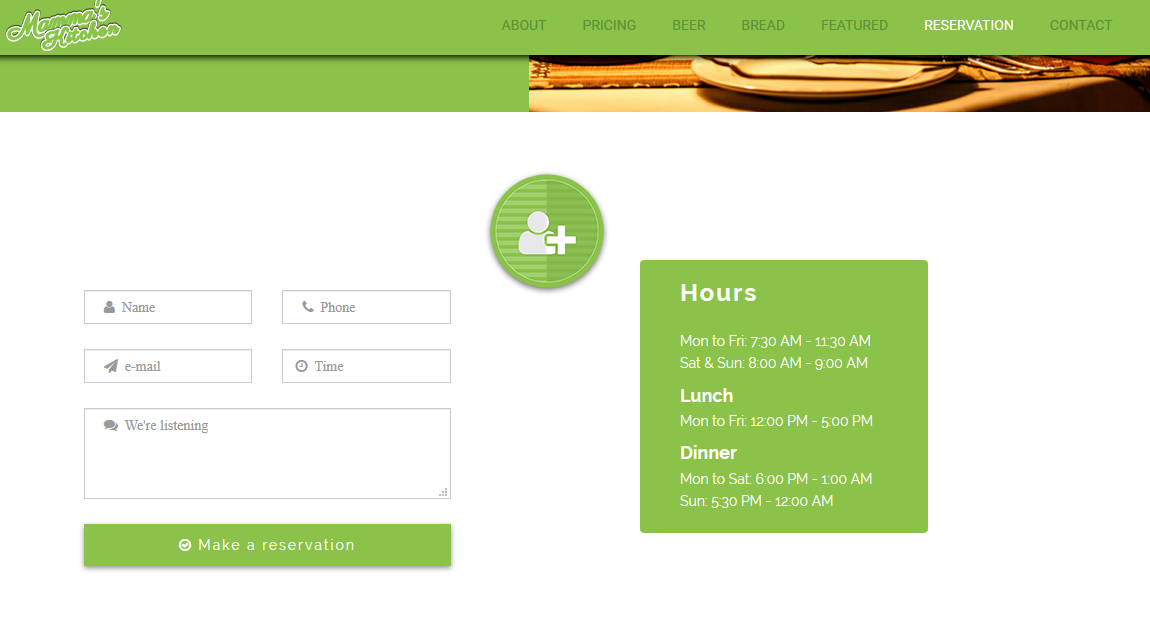 Mamma's
Kitchen
ABOUT PRICING BEER BREAD FEATURED RESERVATION CONTACT
Name Phone
e-mail Time
We're listening
Make a reservation
Hours
Mon to Fri: 7:30 AM - 11:30 AM
Sat & Sun: 8:00 AM - 9:00 AM
Lunch
Mon to Fri: 12:00 PM - 5:00 PM
Dinner
Mon to Sat: 6:00 PM - 1:00 AM
Sun: 5:30 PM - 12:00 AM